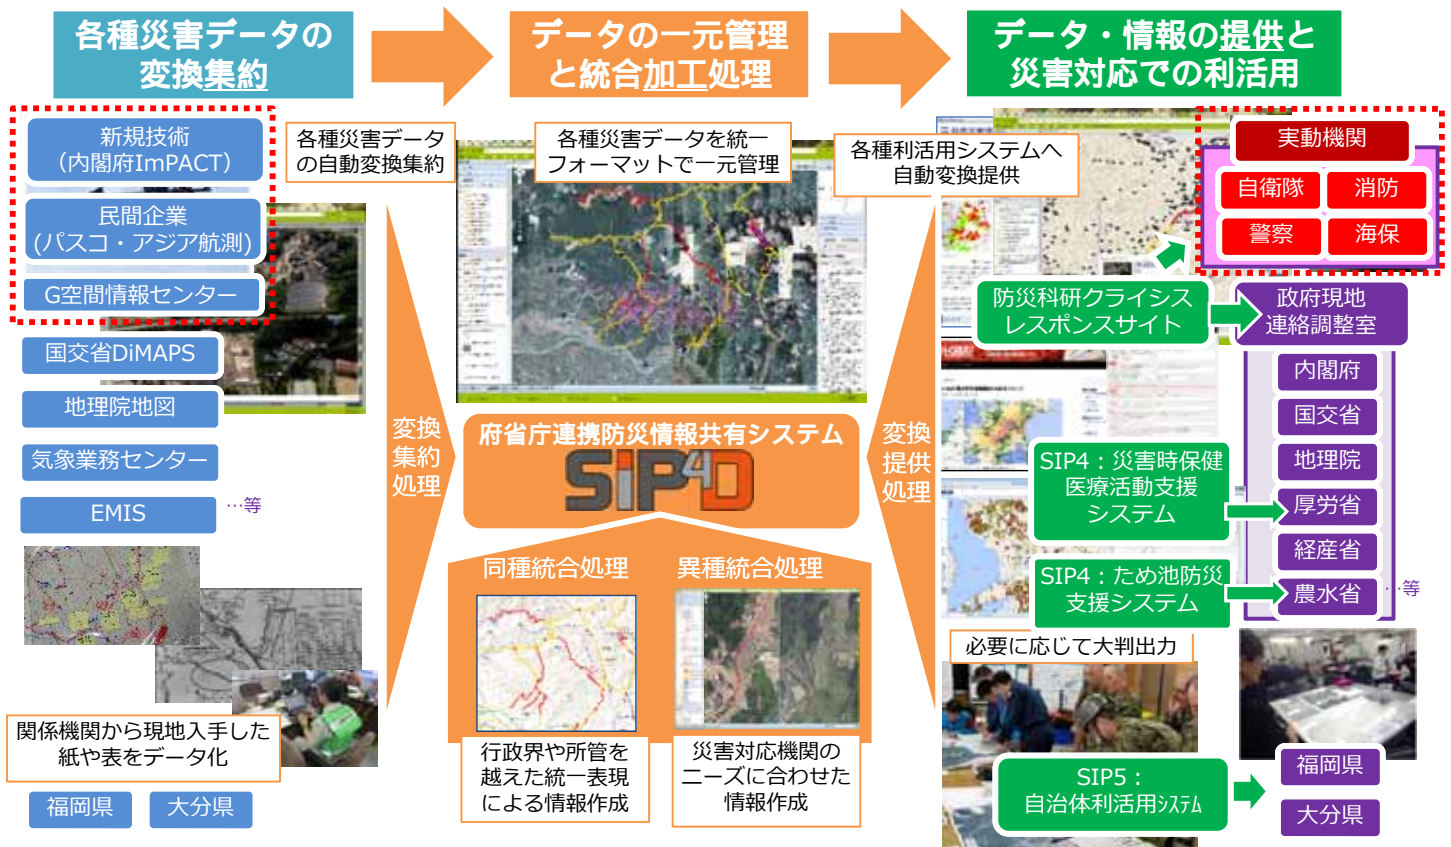 各種災害データの
変換集約
データの一元管理
と統合加工処理
データ・情報の提供と
災害対応での利活用
新規技術
（内閣府ImPACT）
民間企業
(パスコ・アジア航測)
G空間情報センター
国交省DiMAPS
地理院地図
気象業務センター
EMIS
…等
関係機関から現地入手した
紙や表をデータ化
福岡県
大分県
各種災害データ
の自動変換集約
変換
集約
処理
各種災害データを統一
フォーマットで一元管理
府省庁連携防災情報共有システム
SIP4D
同種統合処理
異種統合処理
行政界や所管を
越えた統一表現
による情報作成
災害対応機関の
ニーズに合わせた
情報作成
各種利活用システムへ
自動変換提供
変換
提供
処理
実動機関
自衛隊
消防
警察
海保
防災科研クライシス
レスポンスサイト
政府現地
連絡調整室
内閣府
国交省
地理院
厚労省
経産省
農水省
…等
SIP4：災害時保健
医療活動支援
システム
SIP4：ため池防災
支援システム
必要に応じて大判出力
SIP5：
自治体利活用ｼｽﾃﾑ
福岡県
大分県